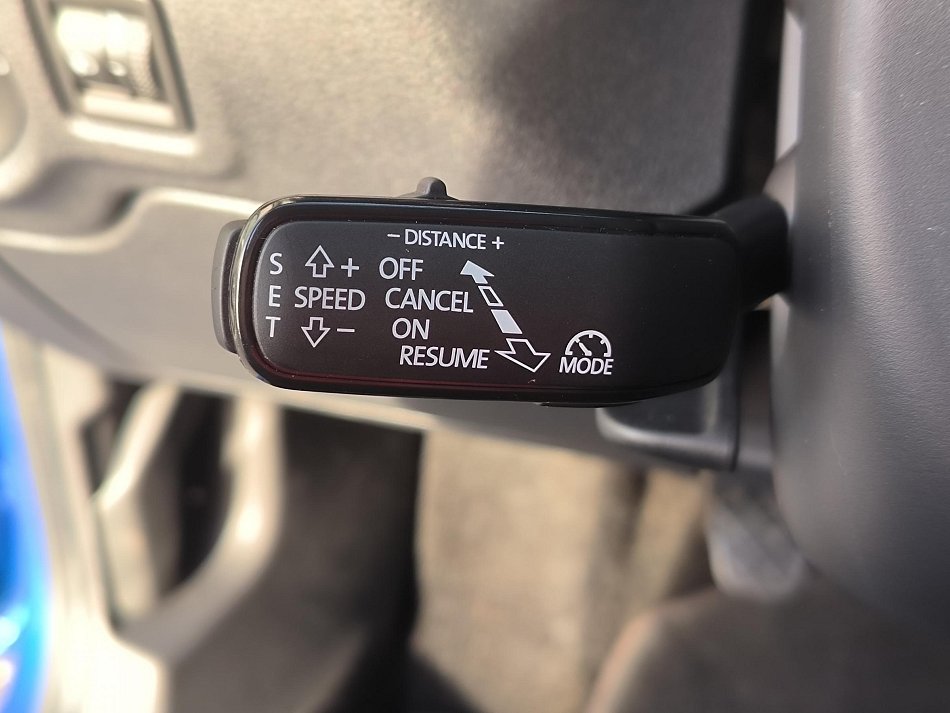 – DISTANCE +
S + OFF
E SPEED CANCEL
T – ON
RESUME
MODE